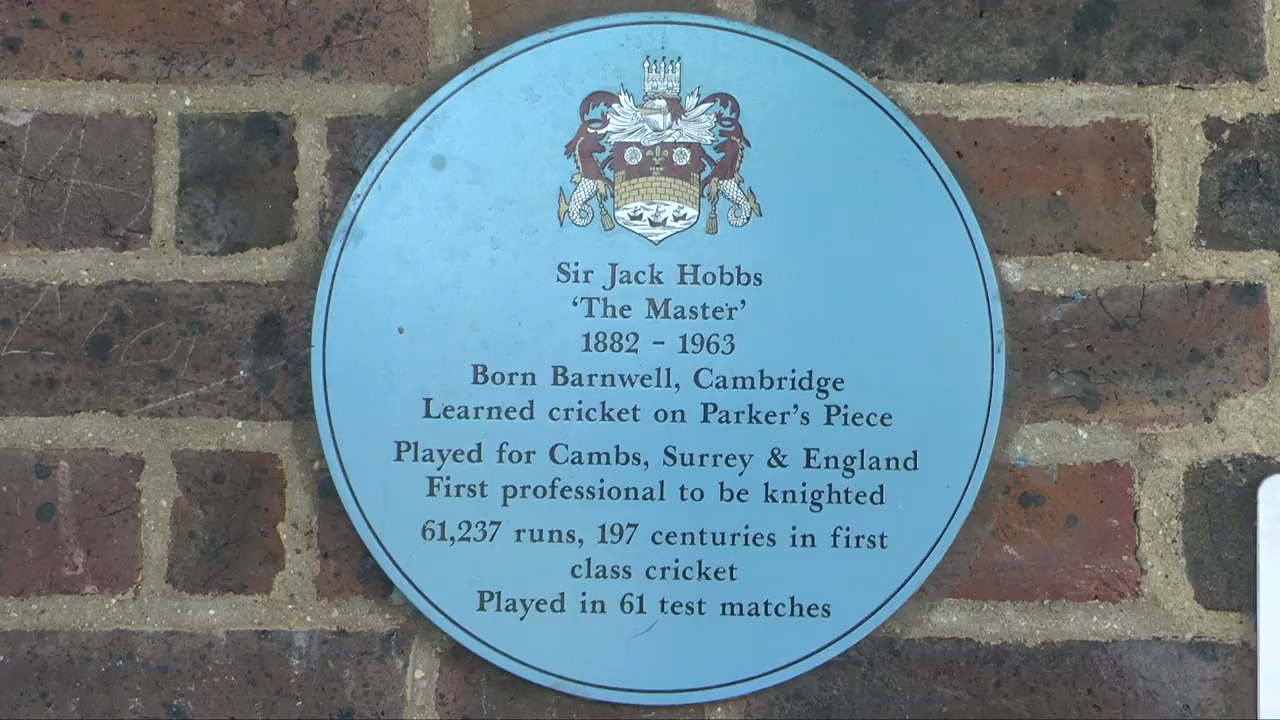 Sir Jack Hobbs
‘The Master’
1882 – 1963
Born Barnwell, Cambridge
Learned cricket on Parker’s Piece
Played for Cambs, Surrey & England
First professional to be knighted
61,237 runs, 197 centuries in first
class cricket
Played in 61 test matches